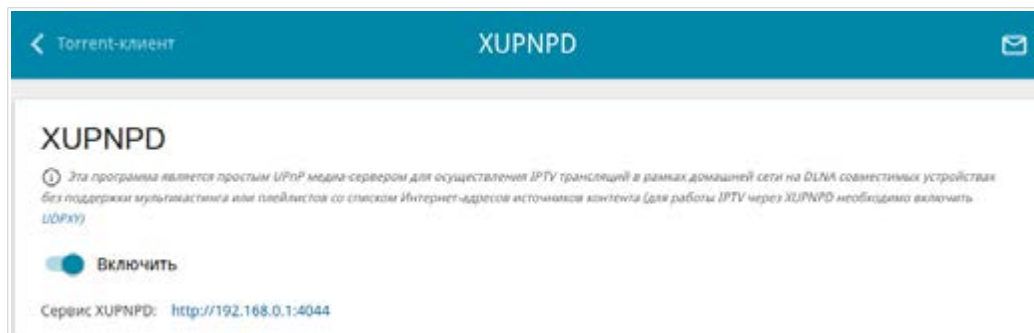 Torrent-клиент
XUPNPD
XUPNPD
Эта программа является простым UPnP медиа-сервером для осуществления IPTV трансляций в рамках домашней сети на DLNA совместимых устройствах
без поддержки мультикастинга или плейлистов со списком Интернет-адресов источников контента (для работы IPTV через XUPNPD необходимо включить
UDPXY)
Включить
Сервис XUPNPD: http://192.168.0.1:4044